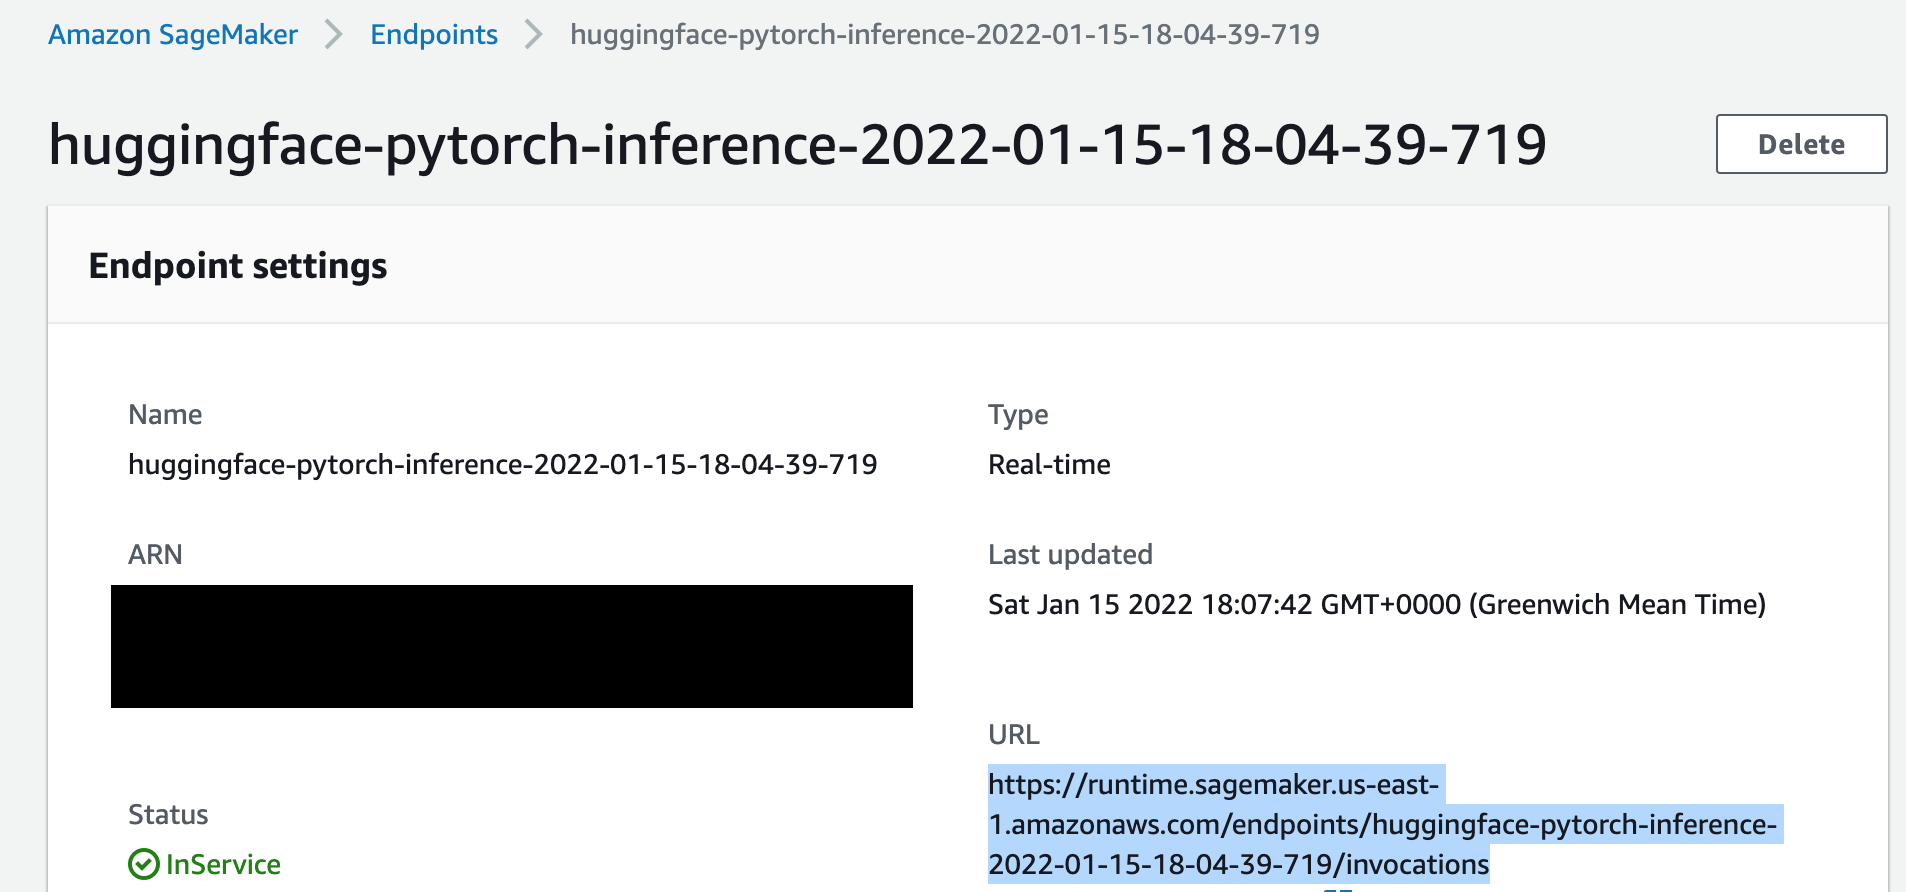 Amazon SageMaker > Endpoints > huggingface-pytorch-inference-2022-01-15-18-04-39-719
huggingface-pytorch-inference-2022-01-15-18-04-39-719
Delete
Endpoint settings
Name
huggingface-pytorch-inference-2022-01-15-18-04-39-719
Type
Real-time
ARN
Last updated
Sat Jan 15 2022 18:07:42 GMT+0000 (Greenwich Mean Time)
Status
InService
URL
https://runtime.sagemaker.us-east-
1.amazonaws.com/endpoints/huggingface-pytorch-inference-
2022-01-15-18-04-39-719/invocations